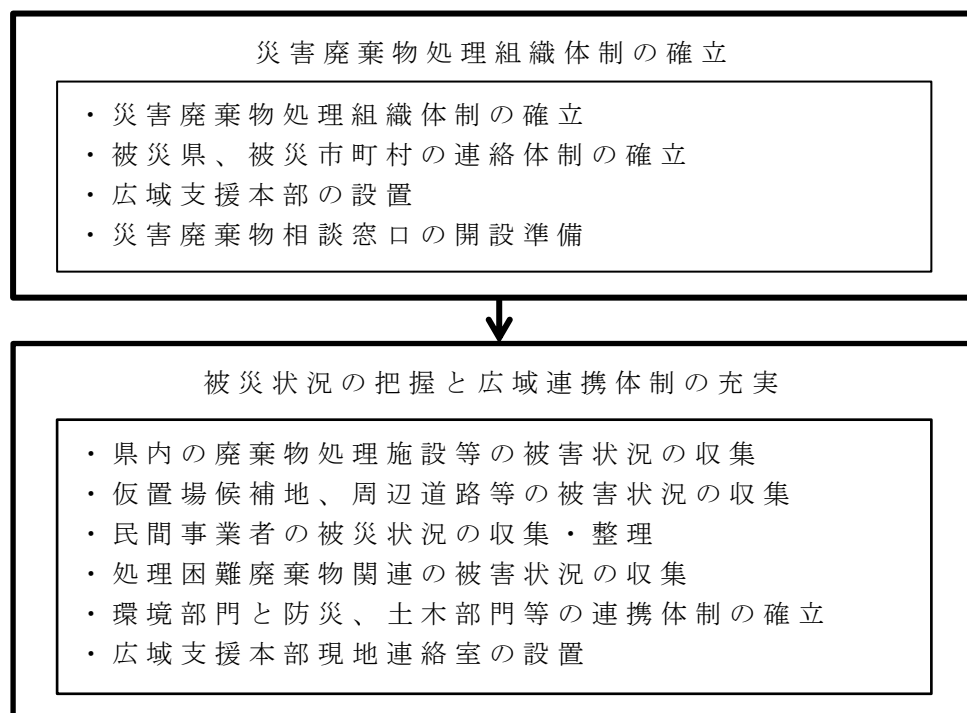 災害廃棄物処理組織体制の確立
・災害廃棄物処理組織体制の確立
・被災県、被災市町村の連絡体制の確立
・広域支援本部の設置
・災害廃棄物相談窓口の開設準備
被災状況の把握と広域連携体制の充実
・県内の廃棄物処理施設等の被害状況の収集
・仮置場候補地、周辺道路等の被害状況の収集
・民間事業者の被災状況の収集・整理
・処理困難廃棄物関連の被害状況の収集
・環境部門と防災、土木部門等の連携体制の確立
・広域支援本部現地連絡室の設置